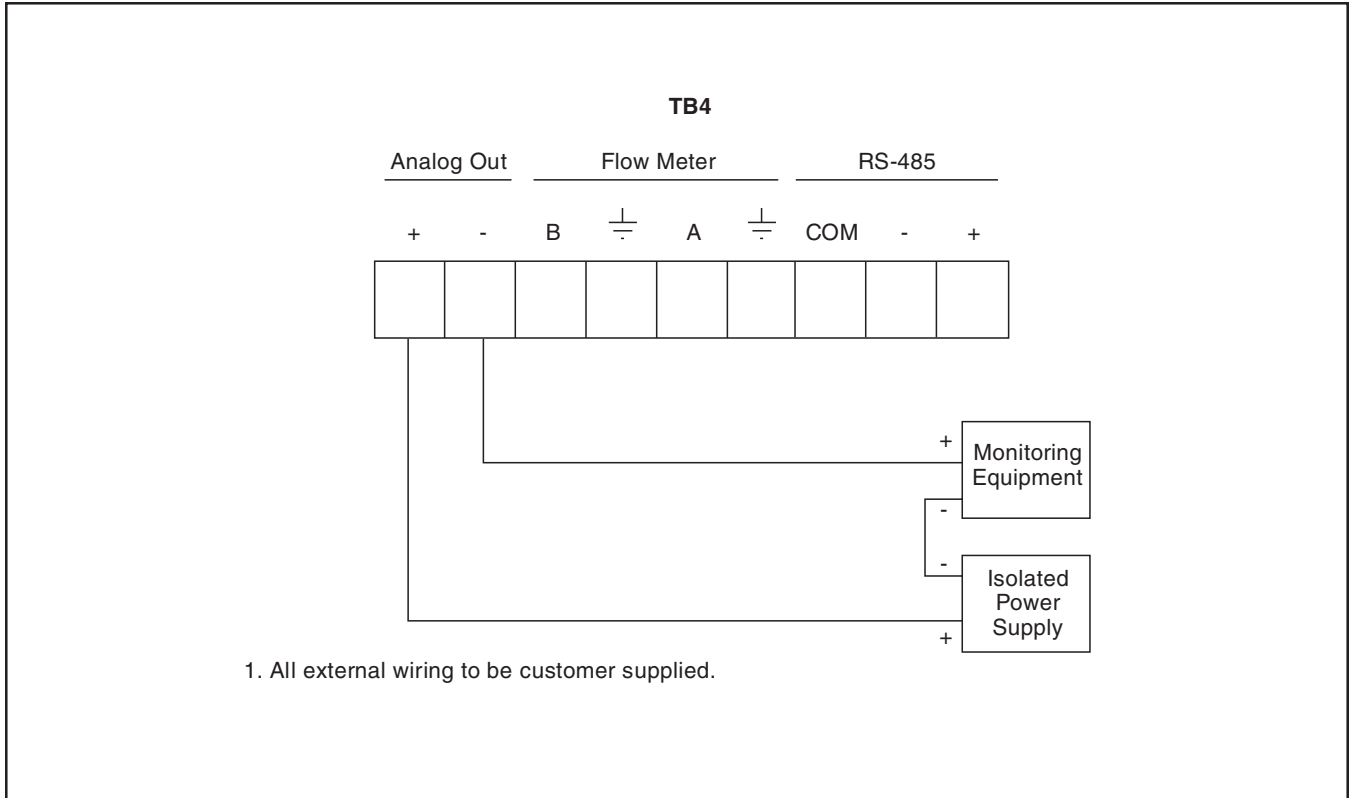 TB4
Analog Out Flow Meter RS-485
+ - B A COM - +
+
Monitoring
Equipment
-
-
Isolated
Power
Supply
+
1. All external wiring to be customer supplied.